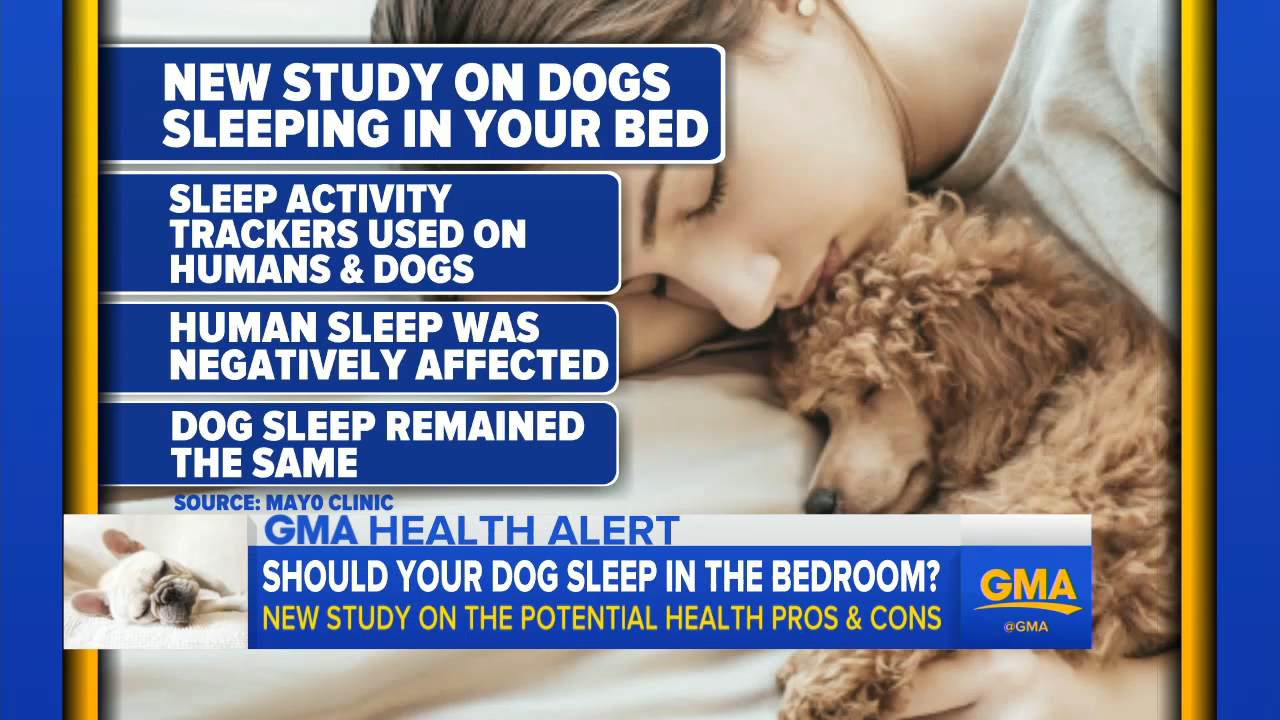 NEW STUDY ON DOGS
SLEEPING IN YOUR BED
SLEEP ACTIVITY
TRACKERS USED ON
HUMANS & DOGS
HUMAN SLEEP WAS
NEGATIVELY AFFECTED
DOG SLEEP REMAINED
THE SAME
SOURCE: MAYO CLINIC
GMA HEALTH ALERT
SHOULD YOUR DOG SLEEP IN THE BEDROOM?
NEW STUDY ON THE POTENTIAL HEALTH PROS & CONS
GMA
@GMA